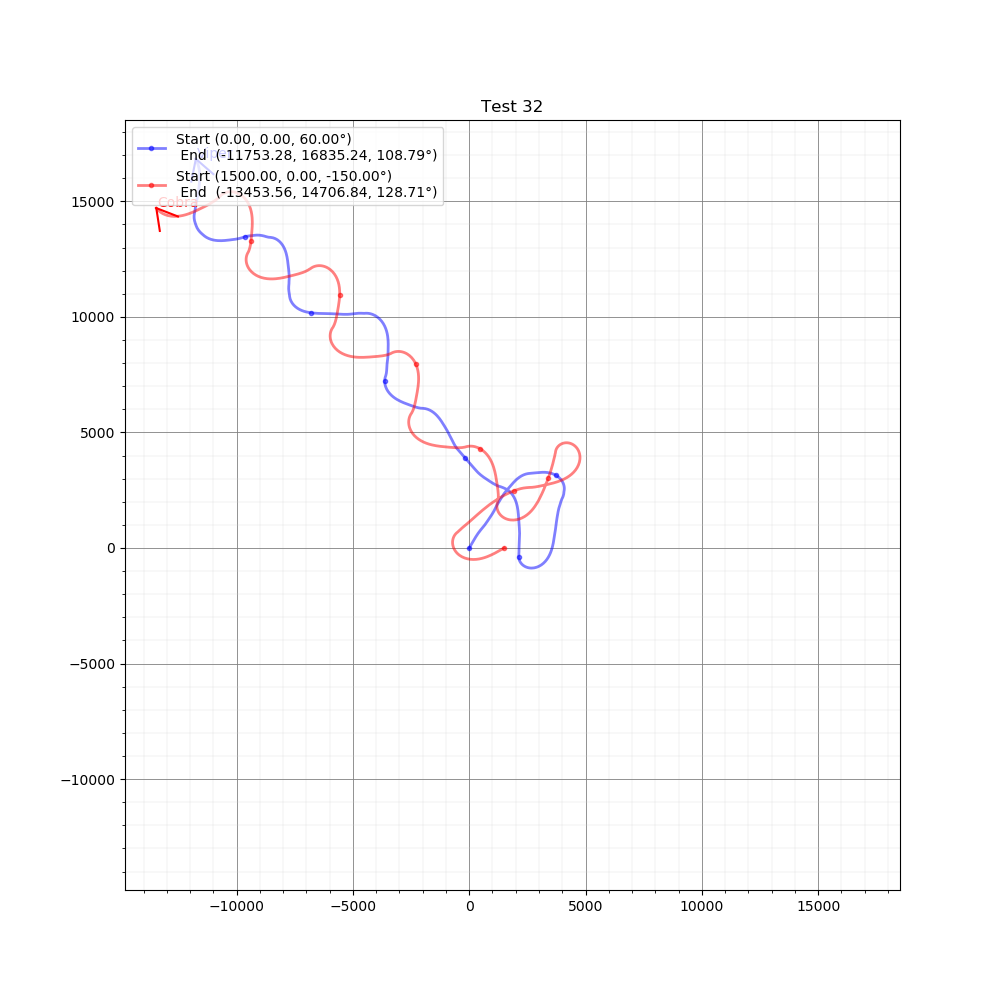 Test 32
Start (0.00, 0.00, 60.00°)
End (-11753.28, 16835.24, 108.79°)
Start (1500.00, 0.00, -150.00°)
End (-13453.56, 14706.84, 128.71°)
Cobra
15000
10000
5000
0
−5000
−10000
−10000
−5000
0
5000
10000
15000